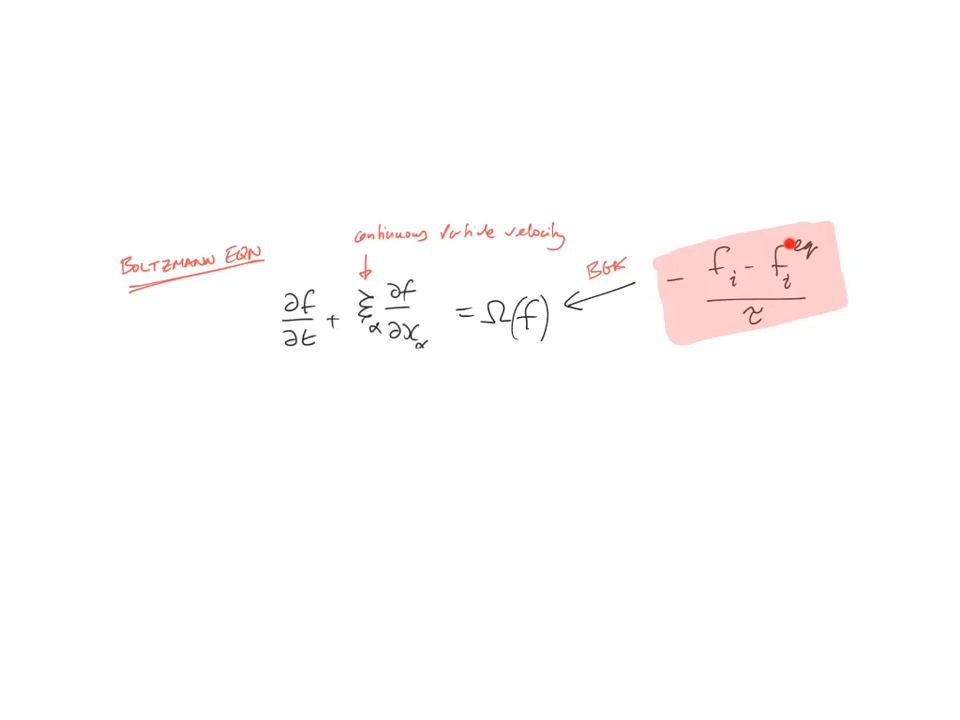 continuous particle velocity
BOLTZMANN EQN
∂f/∂t + ξ_α ∂f/∂x_α = Ω(f)
BGK
− (f_i − f_i^eq)/τ